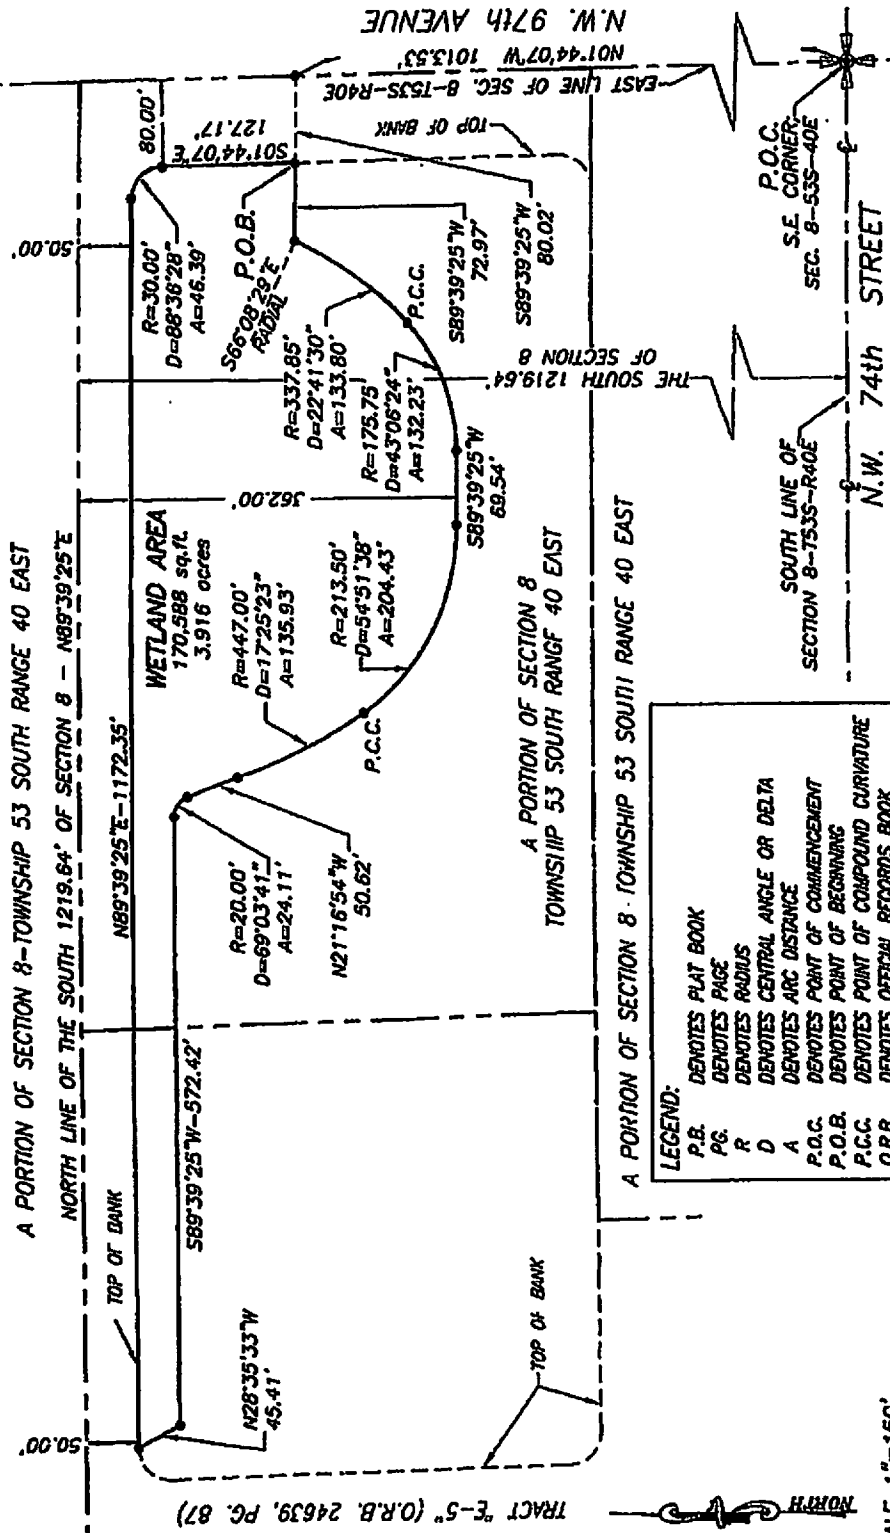 A PORTION OF SECTION 8-TOWNSHIP 53 SOUTH RANGE 40 EAST
NORTH LINE OF THE SOUTH 1219.64' OF SECTION 8 - N89°39'25"E
50.00'
TOP OF BANK
N89°39'25"E-1172.35'
50.00'
R=30.00'
D=88°36'28"
A=46.39'
80.00'
S01°44'07"E
127.17'
P.O.B.
S66°08'29"E
RADIAL
N.W. 97th AVENUE
N01°44'07"W 1013.53'
EAST LINE OF SEC. 8-T53S-R40E
TOP OF BANK
S89°39'25"W
72.97'
S89°39'25"W
80.02'
R=337.85'
D=22°41'30"
A=133.80'
P.C.C.
R=175.75'
D=43°06'24"
A=132.23'
THE SOUTH 1219.64'
OF SECTION 8
362.00'
S89°39'25"W
69.54'
WETLAND AREA
170,588 sq.ft.
3.916 acres
R=213.50'
D=54°51'38"
A=204.43'
P.C.C.
R=447.00'
D=17°25'23"
A=135.93'
N21°16'54"W
50.62'
R=20.00'
D=69°03'41"
A=24.11'
S89°39'25"W-572.42'
N28°35'33"W
45.41'
A PORTION OF SECTION 8
TOWNSHIP 53 SOUTH RANGE 40 EAST
A PORTION OF SECTION 8-TOWNSHIP 53 SOUTH RANGE 40 EAST
TOP OF BANK
TRACT "E-5" (O.R.B. 24639, PG. 87)
P.O.C.
S.E. CORNER,
SEC. 8-53S-40E
SOUTH LINE OF
SECTION 8-T53S-R40E
N.W. 74th STREET
LEGEND:
P.B. DENOTES PLAT BOOK
PG. DENOTES PAGE
R DENOTES RADIUS
D DENOTES CENTRAL ANGLE OR DELTA
A DENOTES ARC DISTANCE
P.O.C. DENOTES POINT OF COMMENCEMENT
P.O.B. DENOTES POINT OF BEGINNING
P.C.C. DENOTES POINT OF COMPOUND CURVATURE
O.R.B. DENOTES OFFICIAL RECORDS BOOK
NORTH
1"=150'